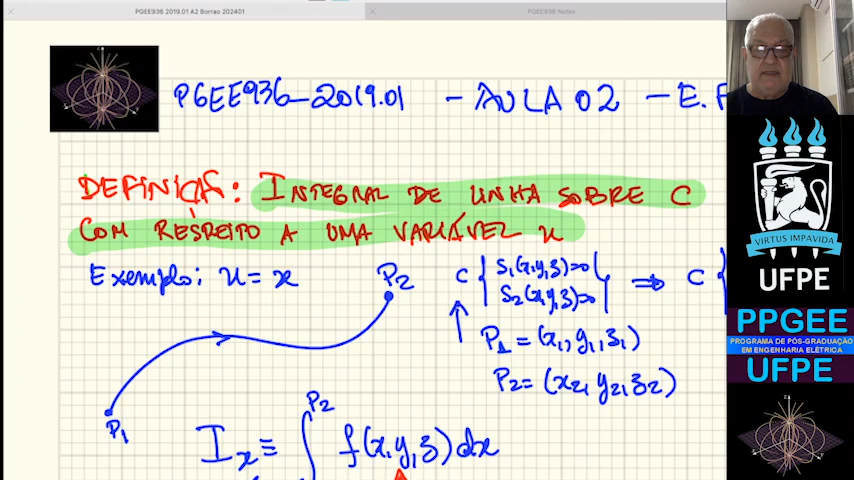 PGEE936 2019.01 A2 Borrao 202401
PGEE936 Notes
PGEE936-2019.01 - AULA 02 - E.F
DEFINIÇÃO: INTEGRAL DE LINHA SOBRE C
COM RESPEITO A UMA VARIÁVEL u
Exemplo: u = x
P2
C { S1(x,y,z)=0 ⇒ C {
S2(x,y,z)=0
P1 = (x1, y1, z1)
P2 = (x2, y2, z2)
P1
P2
Ix ≡ ∫ f(x,y,z) dx
VIRTUS IMPAVIDA
UFPE
PPGEE
PROGRAMA DE PÓS-GRADUAÇÃO
EM ENGENHARIA ELÉTRICA
UFPE